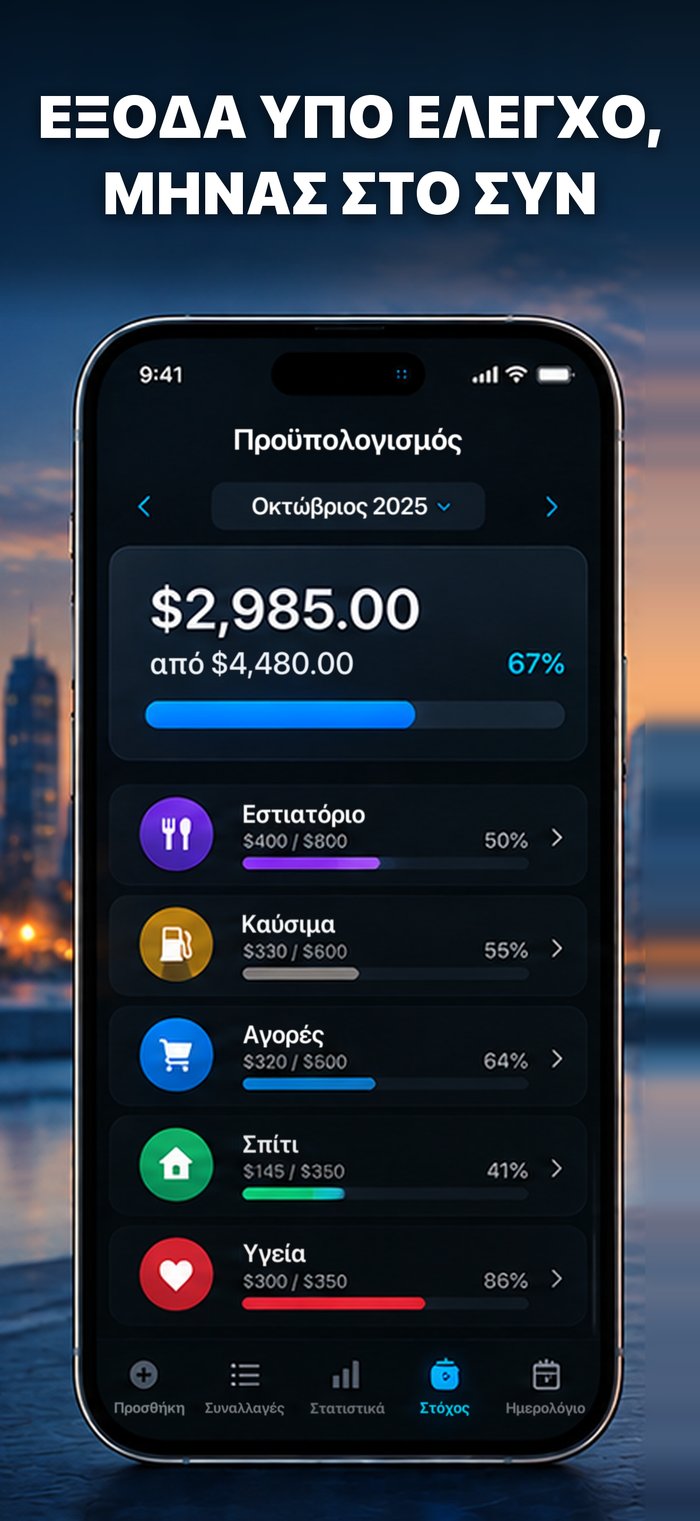 ΕΞΟΔΑ ΥΠΟ ΕΛΕΓΧΟ,
ΜΗΝΑΣ ΣΤΟ ΣΥΝ
9:41
Προϋπολογισμός
Οκτώβριος 2025
$2,985.00
από $4,480.00
67%
Εστιατόριο
$400 / $800
50%
Καύσιμα
$330 / $600
55%
Αγορές
$320 / $600
64%
Σπίτι
$145 / $350
41%
Υγεία
$300 / $350
86%
Προσθήκη
Συναλλαγές
Στατιστικά
Στόχος
Ημερολόγιο